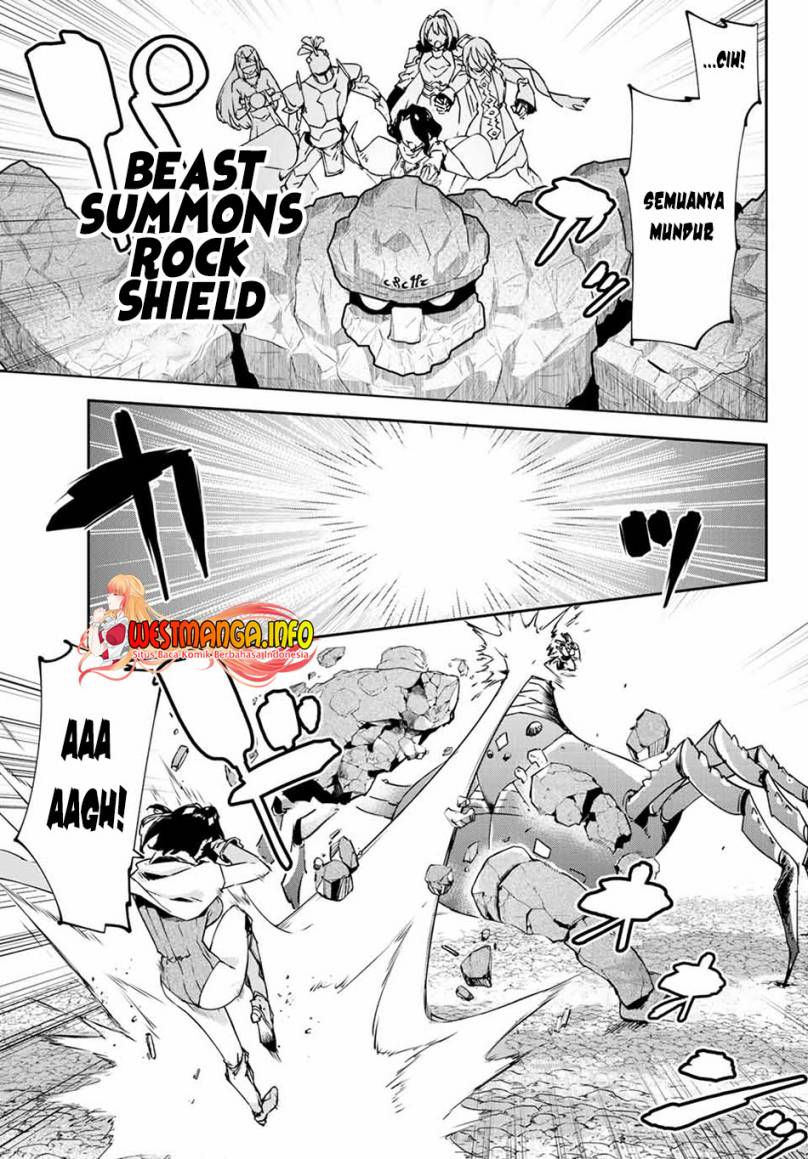 ...CIH!
SEMUANYA
MUNDUR
BEAST
SUMMONS
ROCK
SHIELD
WESTMANGA.INFO
Situs Baca Komik Berbahasa Indonesia
AAA
AAGH!